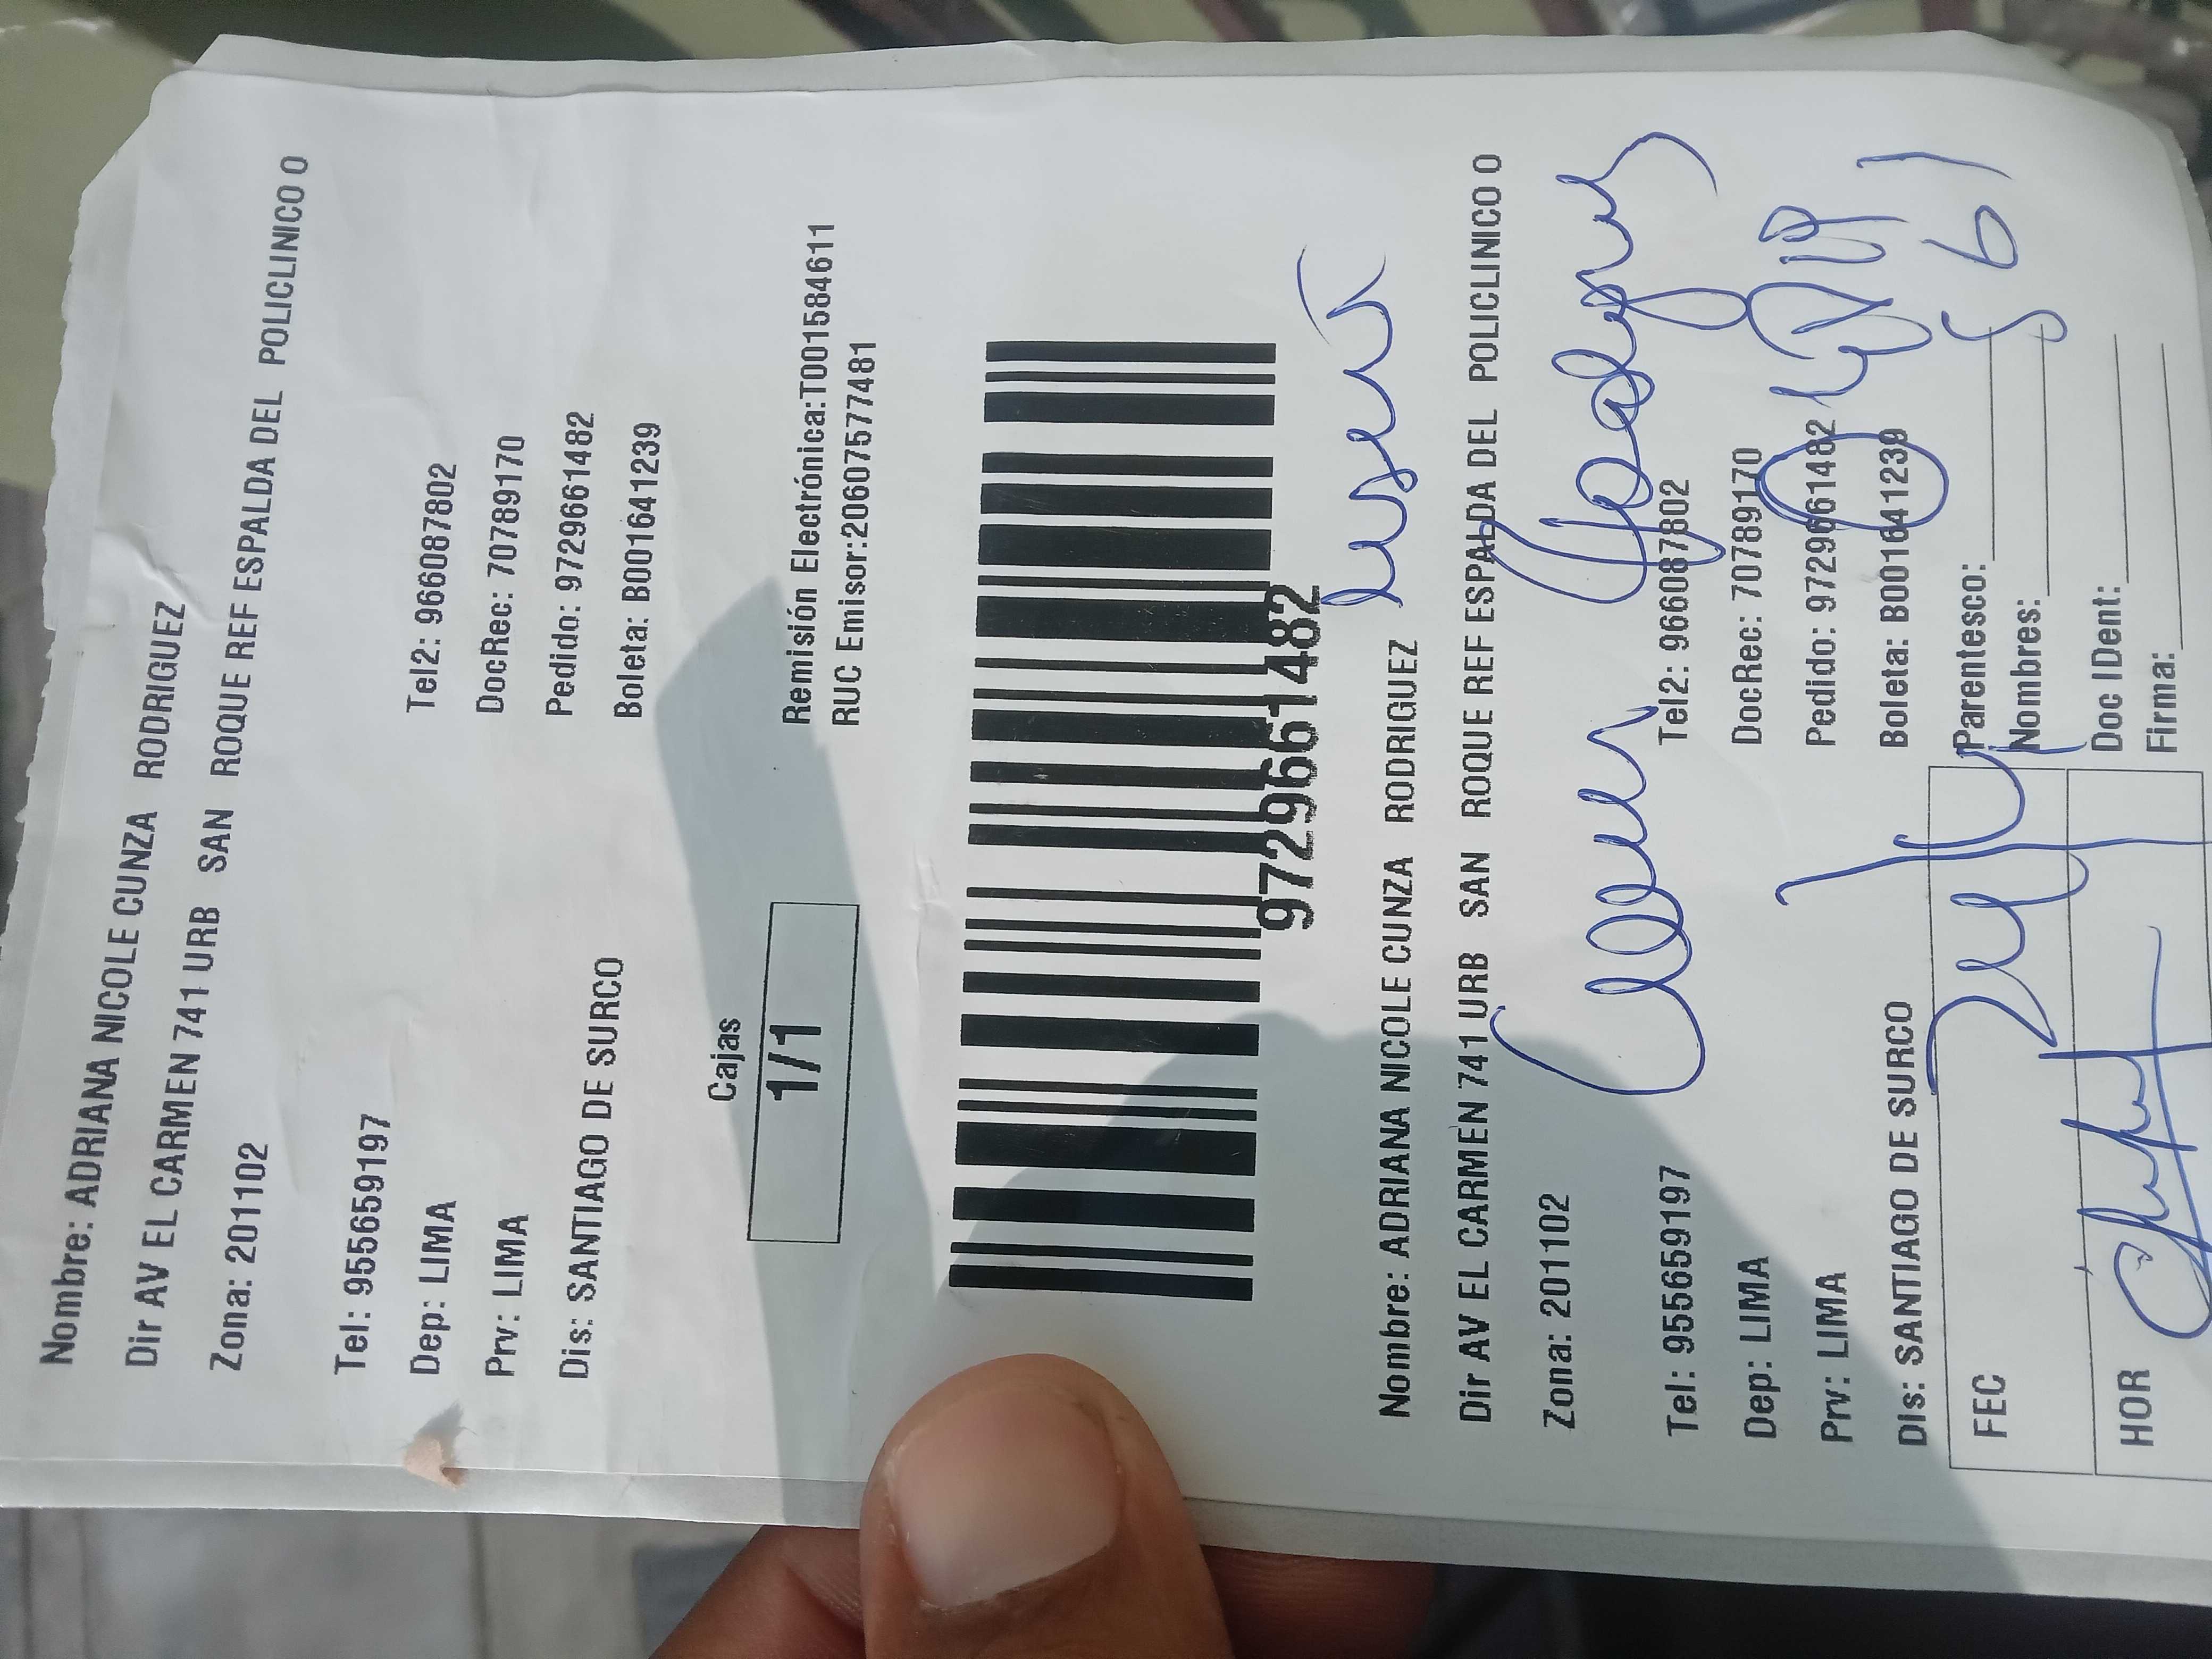 Nombre: ADRIANA NICOLE CUNZA RODRIGUEZ
Dir AV EL CARMEN 741 URB SAN ROQUE REF ESPALDA DEL POLICLINICO O
Zona: 201102
Tel: 955659197 Tel2: 966087802
Dep: LIMA DocRec: 70789170
Prv: LIMA Pedido: 9729661482
Dis: SANTIAGO DE SURCO Boleta: B001641239
Cajas
1/1
Remisión Electrónica:T001584611
RUC Emisor:20607577481
9729661482
Nombre: ADRIANA NICOLE CUNZA RODRIGUEZ
Dir AV EL CARMEN 741 URB SAN ROQUE REF ESPALDA DEL POLICLINICO O
Zona: 201102
Tel: 955659197 Tel2: 966087802
Dep: LIMA DocRec: 70789170
Prv: LIMA Pedido: 9729661482
Dis: SANTIAGO DE SURCO Boleta: B001641239
FEC Parentesco:
Nombres:
HOR Doc IDent:
Firma: